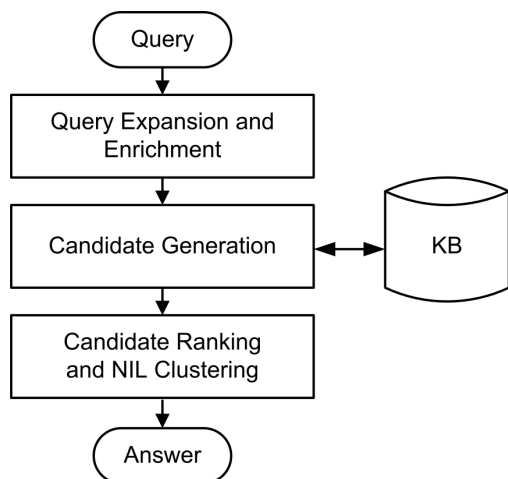 Query
Query Expansion and
Enrichment
Candidate Generation
KB
Candidate Ranking
and NIL Clustering
Answer